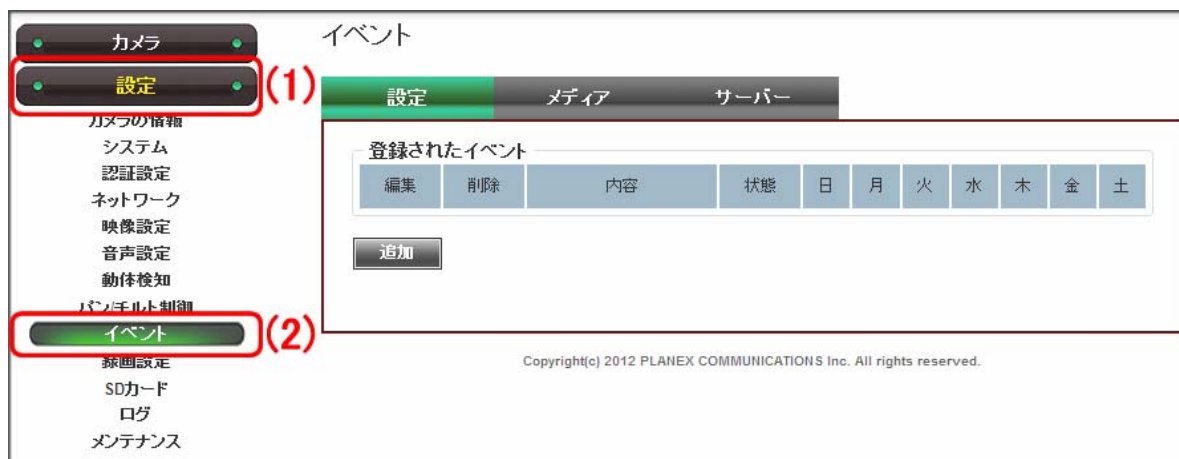 カメラ
設定
(1)
カメラの情報
システム
認証設定
ネットワーク
映像設定
音声設定
動体検知
パン/チルト制御
イベント
(2)
録画設定
SDカード
ログ
メンテナンス
イベント
設定 メディア サーバー
登録されたイベント
編集 削除 内容 状態 日 月 火 水 木 金 土
追加
Copyright(c) 2012 PLANEX COMMUNICATIONS Inc. All rights reserved.